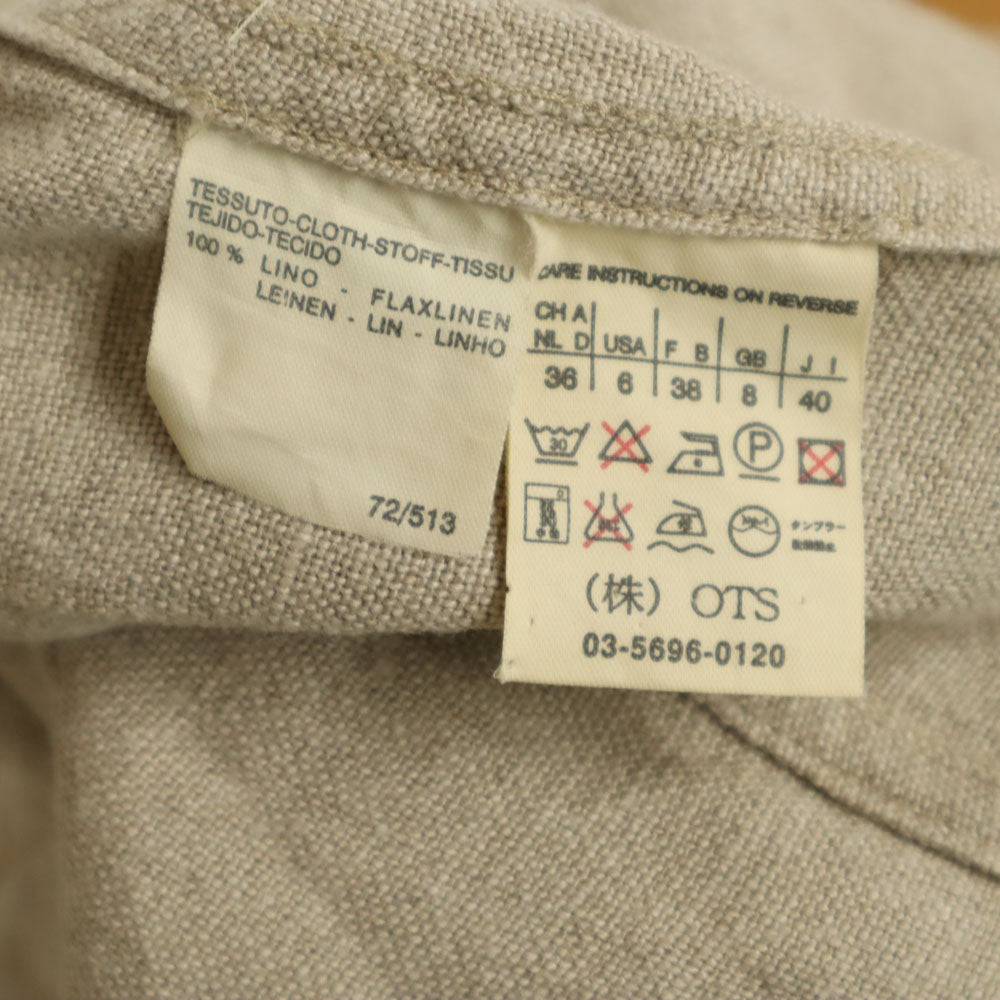 TESSUTO-CLOTH-STOFF-TISSU
TEJIDO-TECIDO
100 % LINO - FLAXLINEN
LEINEN - LIN - LINHO
72/513
CARE INSTRUCTIONS ON REVERSE
CH A
NL D USA F B GB J I
36 6 38 8 40
30
P
タンブラー
(株) OTS
03-5696-0120